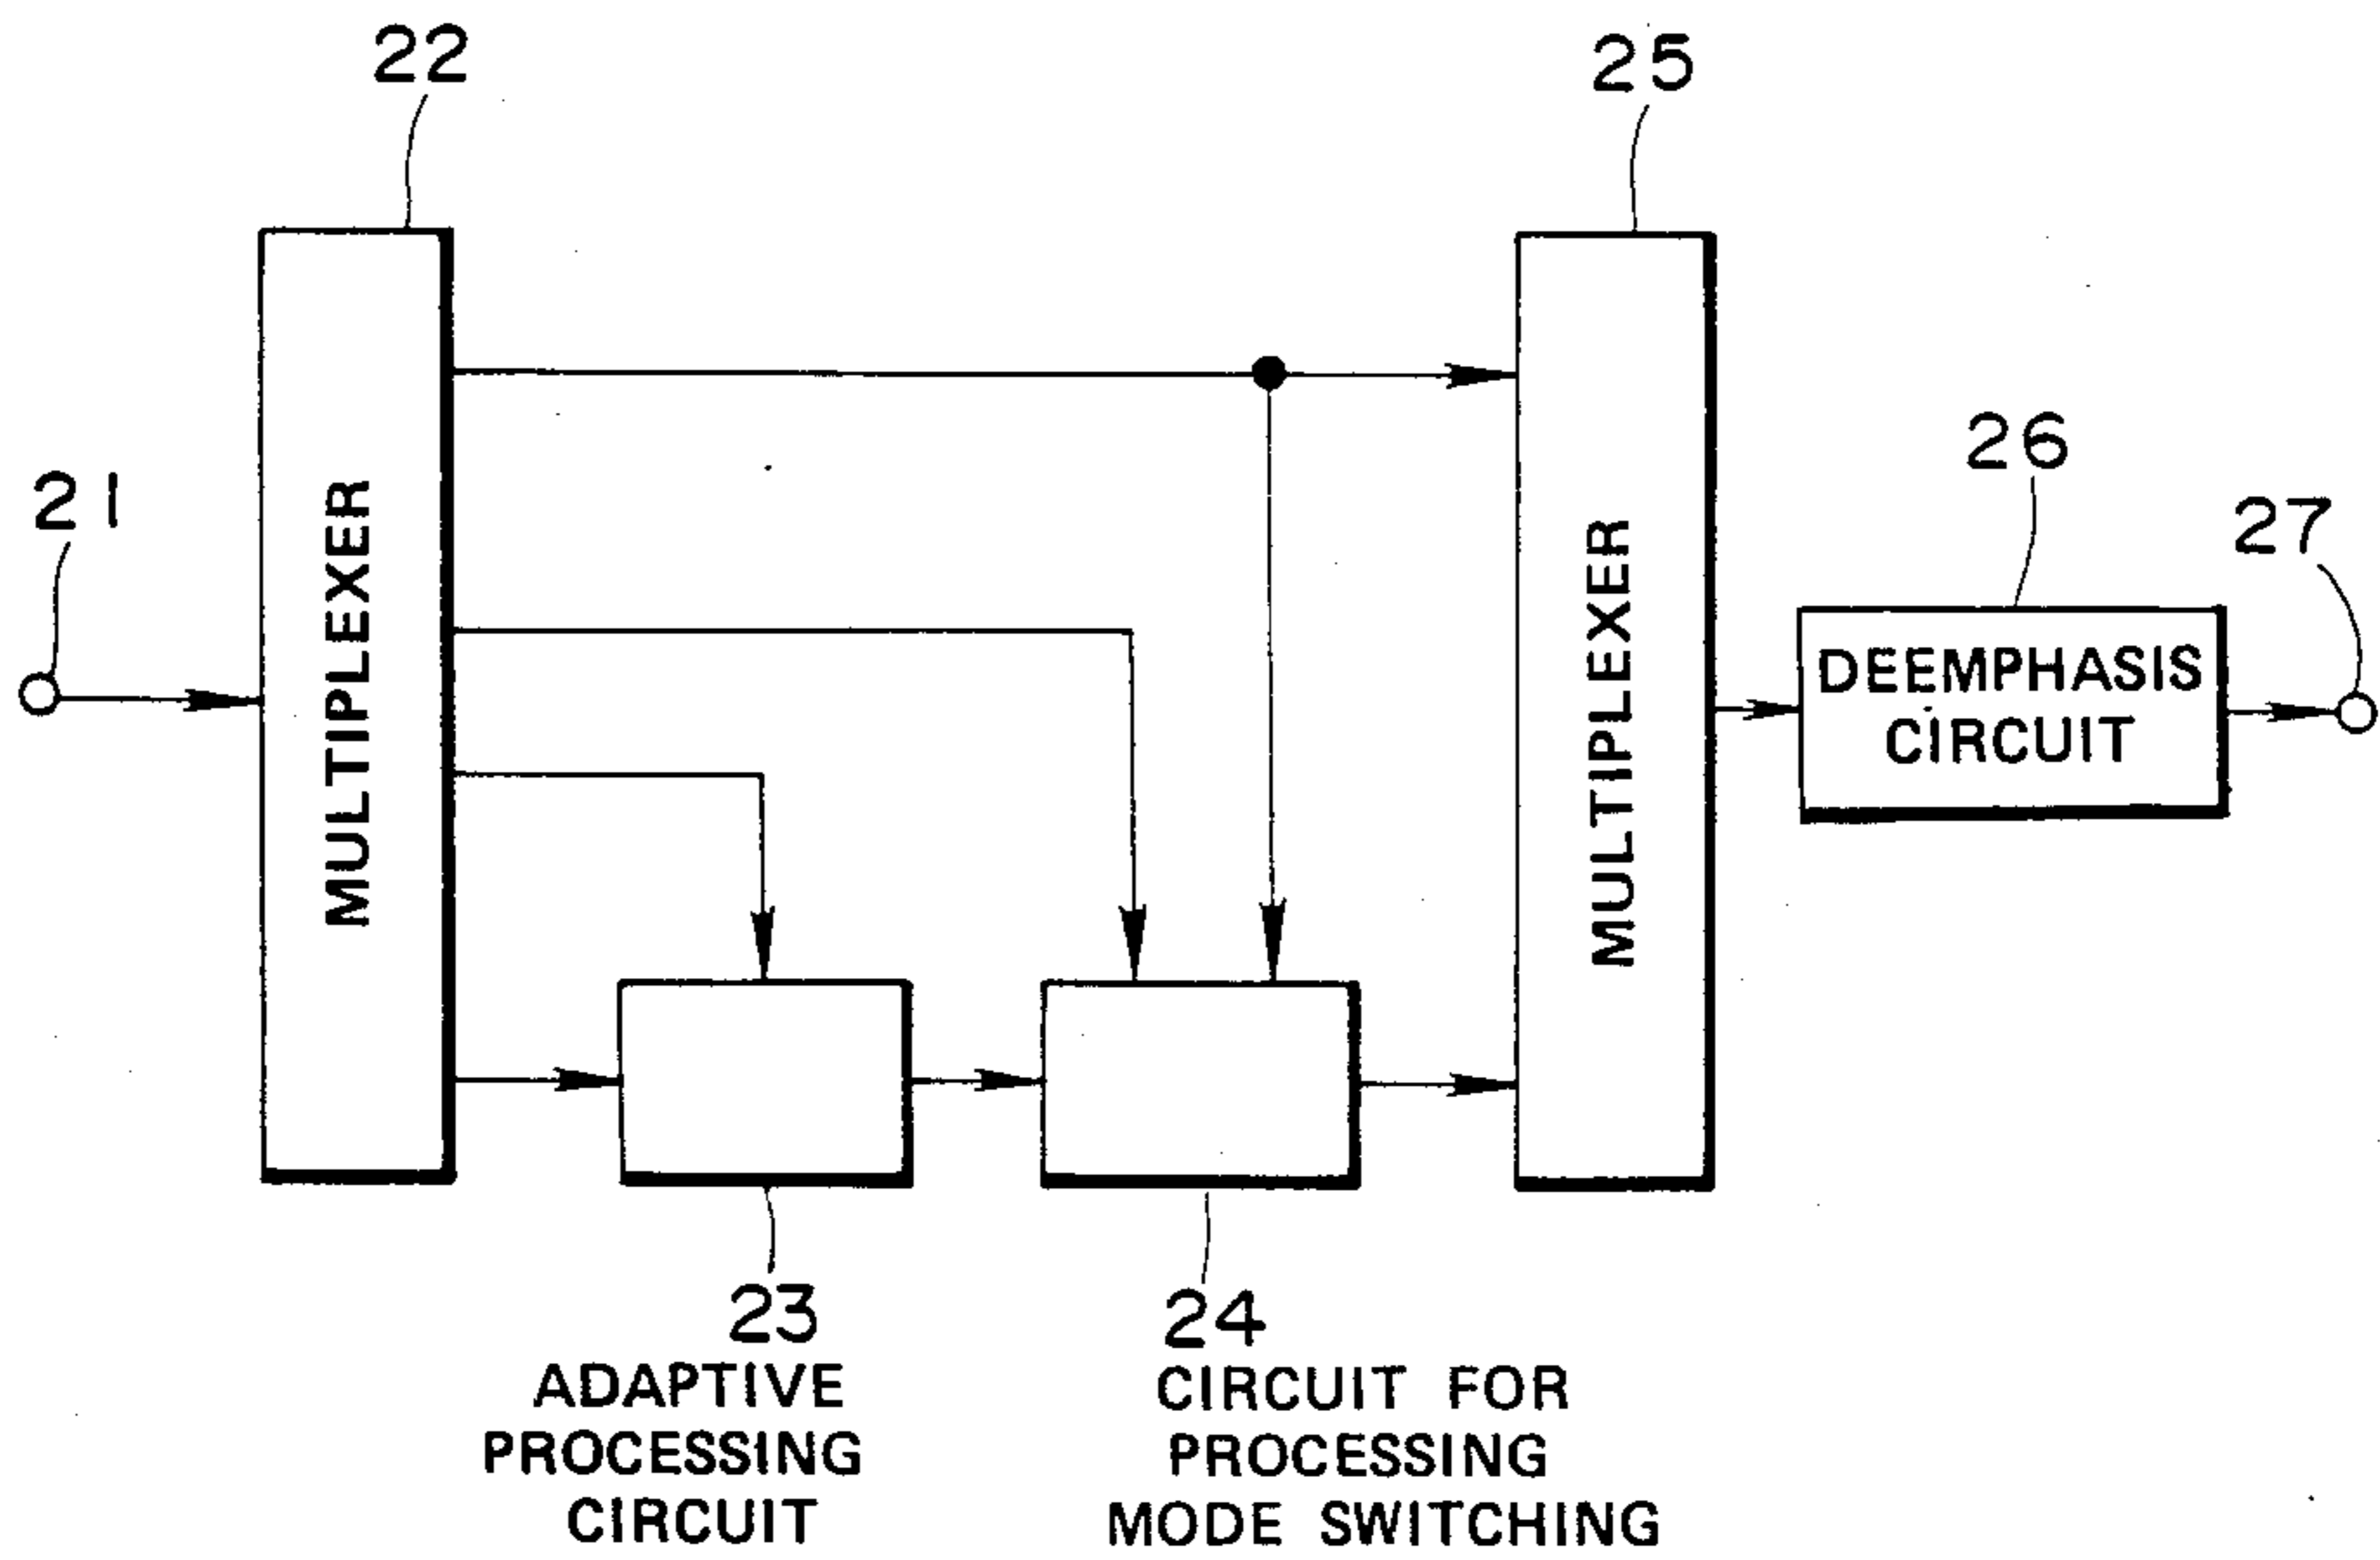 22
25
21
26
27
MULTIPLEXER
MULTIPLEXER
DEEMPHASIS
CIRCUIT
23
ADAPTIVE
PROCESSING
CIRCUIT
24
CIRCUIT FOR
PROCESSING
MODE SWITCHING